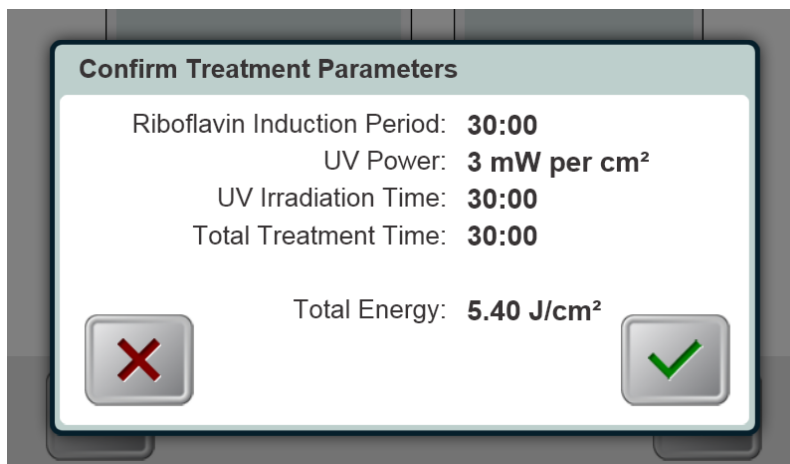 Confirm Treatment Parameters
Riboflavin Induction Period: 30:00
UV Power: 3 mW per cm²
UV Irradiation Time: 30:00
Total Treatment Time: 30:00
Total Energy: 5.40 J/cm²